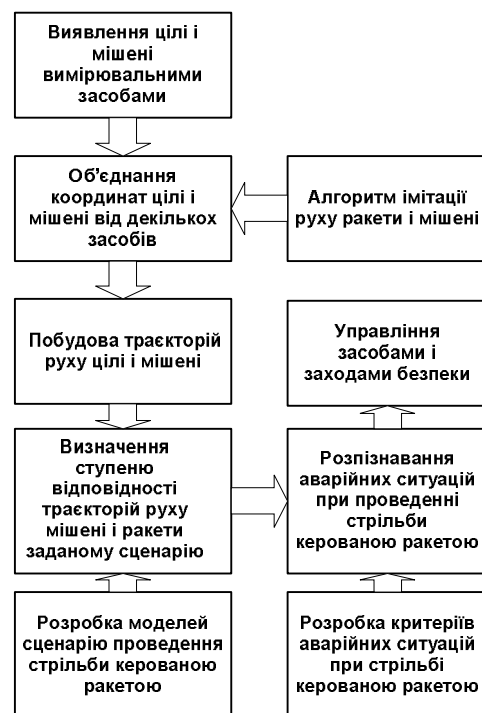 Виявлення цілі і
мішені
вимірювальними
засобами
Об'єднання
координат цілі і
мішені від декількох
засобів
Алгоритм імітації
руху ракети і мішені
Побудова траєкторій
руху цілі і мішені
Управління
засобами і
заходами безпеки
Визначення
ступеню
відповідності
траєкторій руху
мішені і ракети
заданому сценарію
Розпізнавання
аварійних ситуацій
при проведенні
стрільби
керованою ракетою
Розробка моделей
сценарію проведення
стрільби керованою
ракетою
Розробка критеріїв
аварійних ситуацій
при стрільбі
керованою ракетою